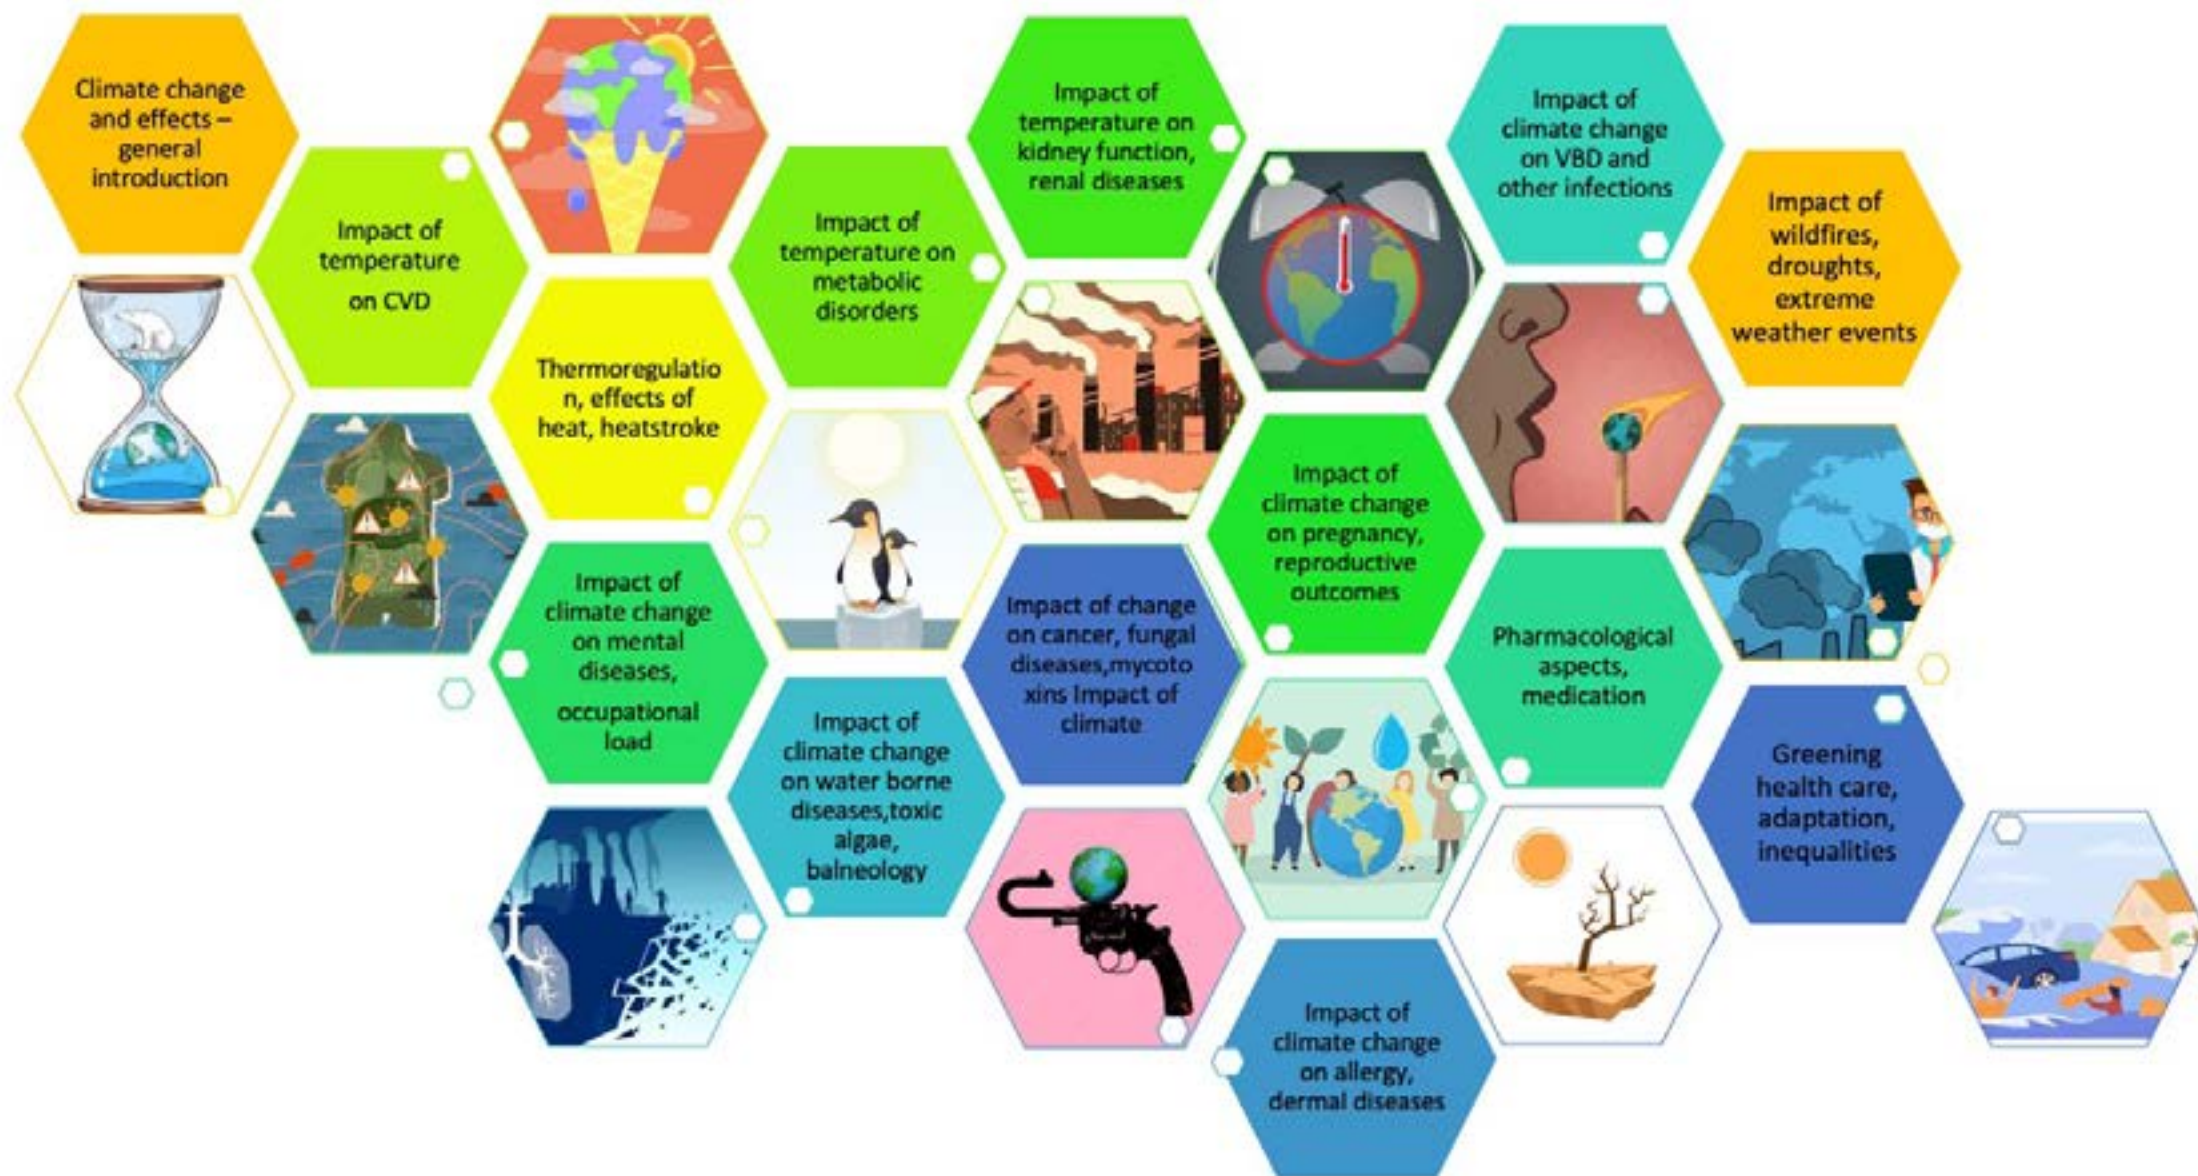 Climate change
and effects –
general
introduction
Impact of
temperature
on CVD
Thermoregulatio
n, effects of
heat, heatstroke
Impact of
temperature on
metabolic
disorders
Impact of
temperature on
kidney function,
renal diseases
Impact of
climate change
on VBD and
other infections
Impact of
wildfires,
droughts,
extreme
weather events
Impact of
climate change
on mental
diseases,
occupational
load
Impact of
climate change
on water borne
diseases,toxic
algae,
balneology
Impact of change
on cancer, fungal
diseases,mycoto
xins Impact of
climate
Impact of
climate change
on pregnancy,
reproductive
outcomes
Pharmacological
aspects,
medication
Greening
health care,
adaptation,
inequalities
Impact of
climate change
on allergy,
dermal diseases